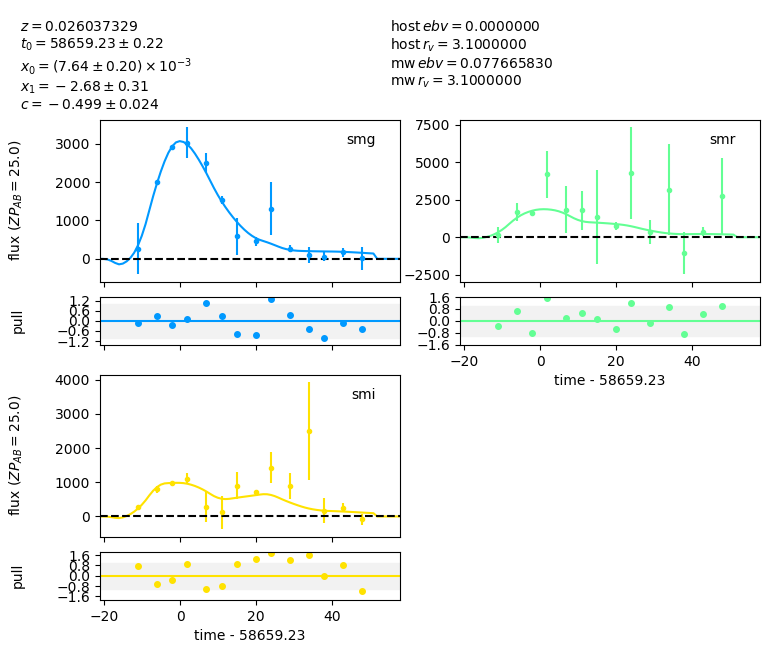 z = 0.026037329
t₀ = 58659.23 ± 0.22
x₀ = (7.64 ± 0.20) × 10⁻³
x₁ = −2.68 ± 0.31
c = −0.499 ± 0.024
host ebv = 0.0000000
host r_v = 3.1000000
mw ebv = 0.077665830
mw r_v = 3.1000000
flux (ZP_AB = 25.0)
3000
2000
1000
0
smg
7500
5000
2500
0
−2500
smr
pull
1.2
0.6
0.0
−0.6
−1.2
1.6
0.8
0.0
−0.8
−1.6
−20 0 20 40
time - 58659.23
flux (ZP_AB = 25.0)
4000
3000
2000
1000
0
smi
pull
1.6
0.8
0.0
−0.8
−1.6
−20 0 20 40
time - 58659.23